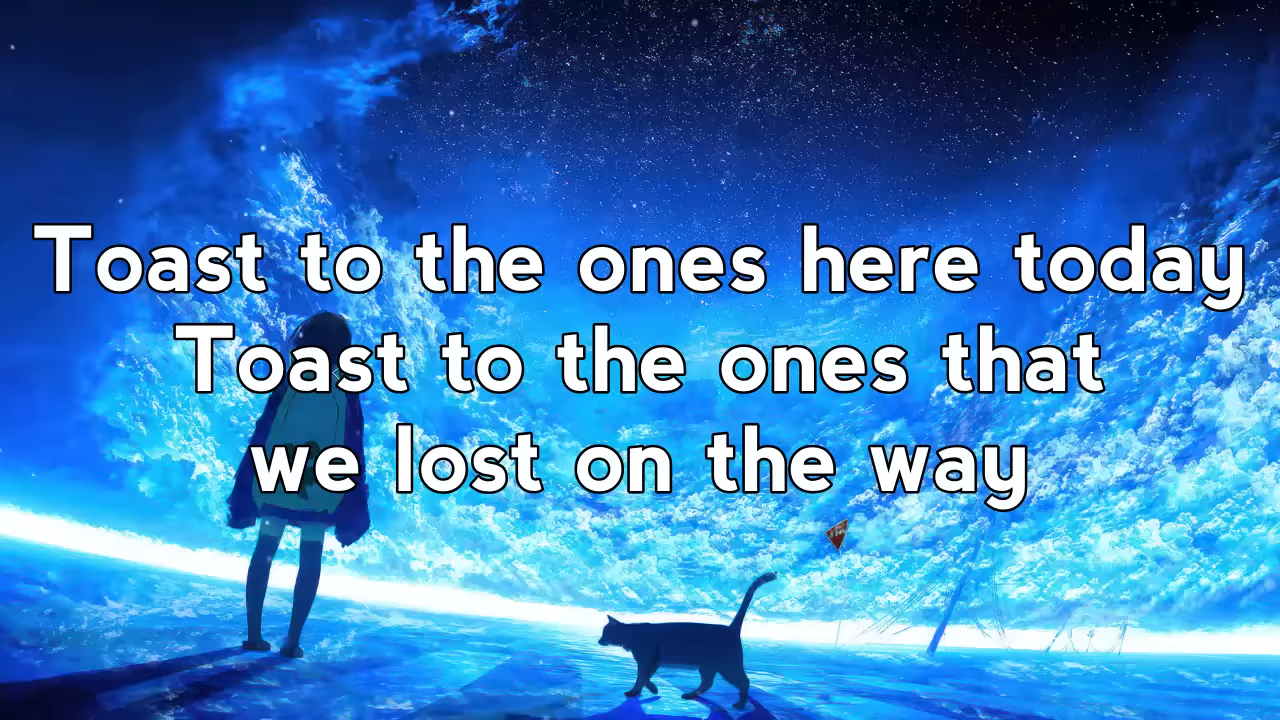 Toast to the ones here today
Toast to the ones that
we lost on the way